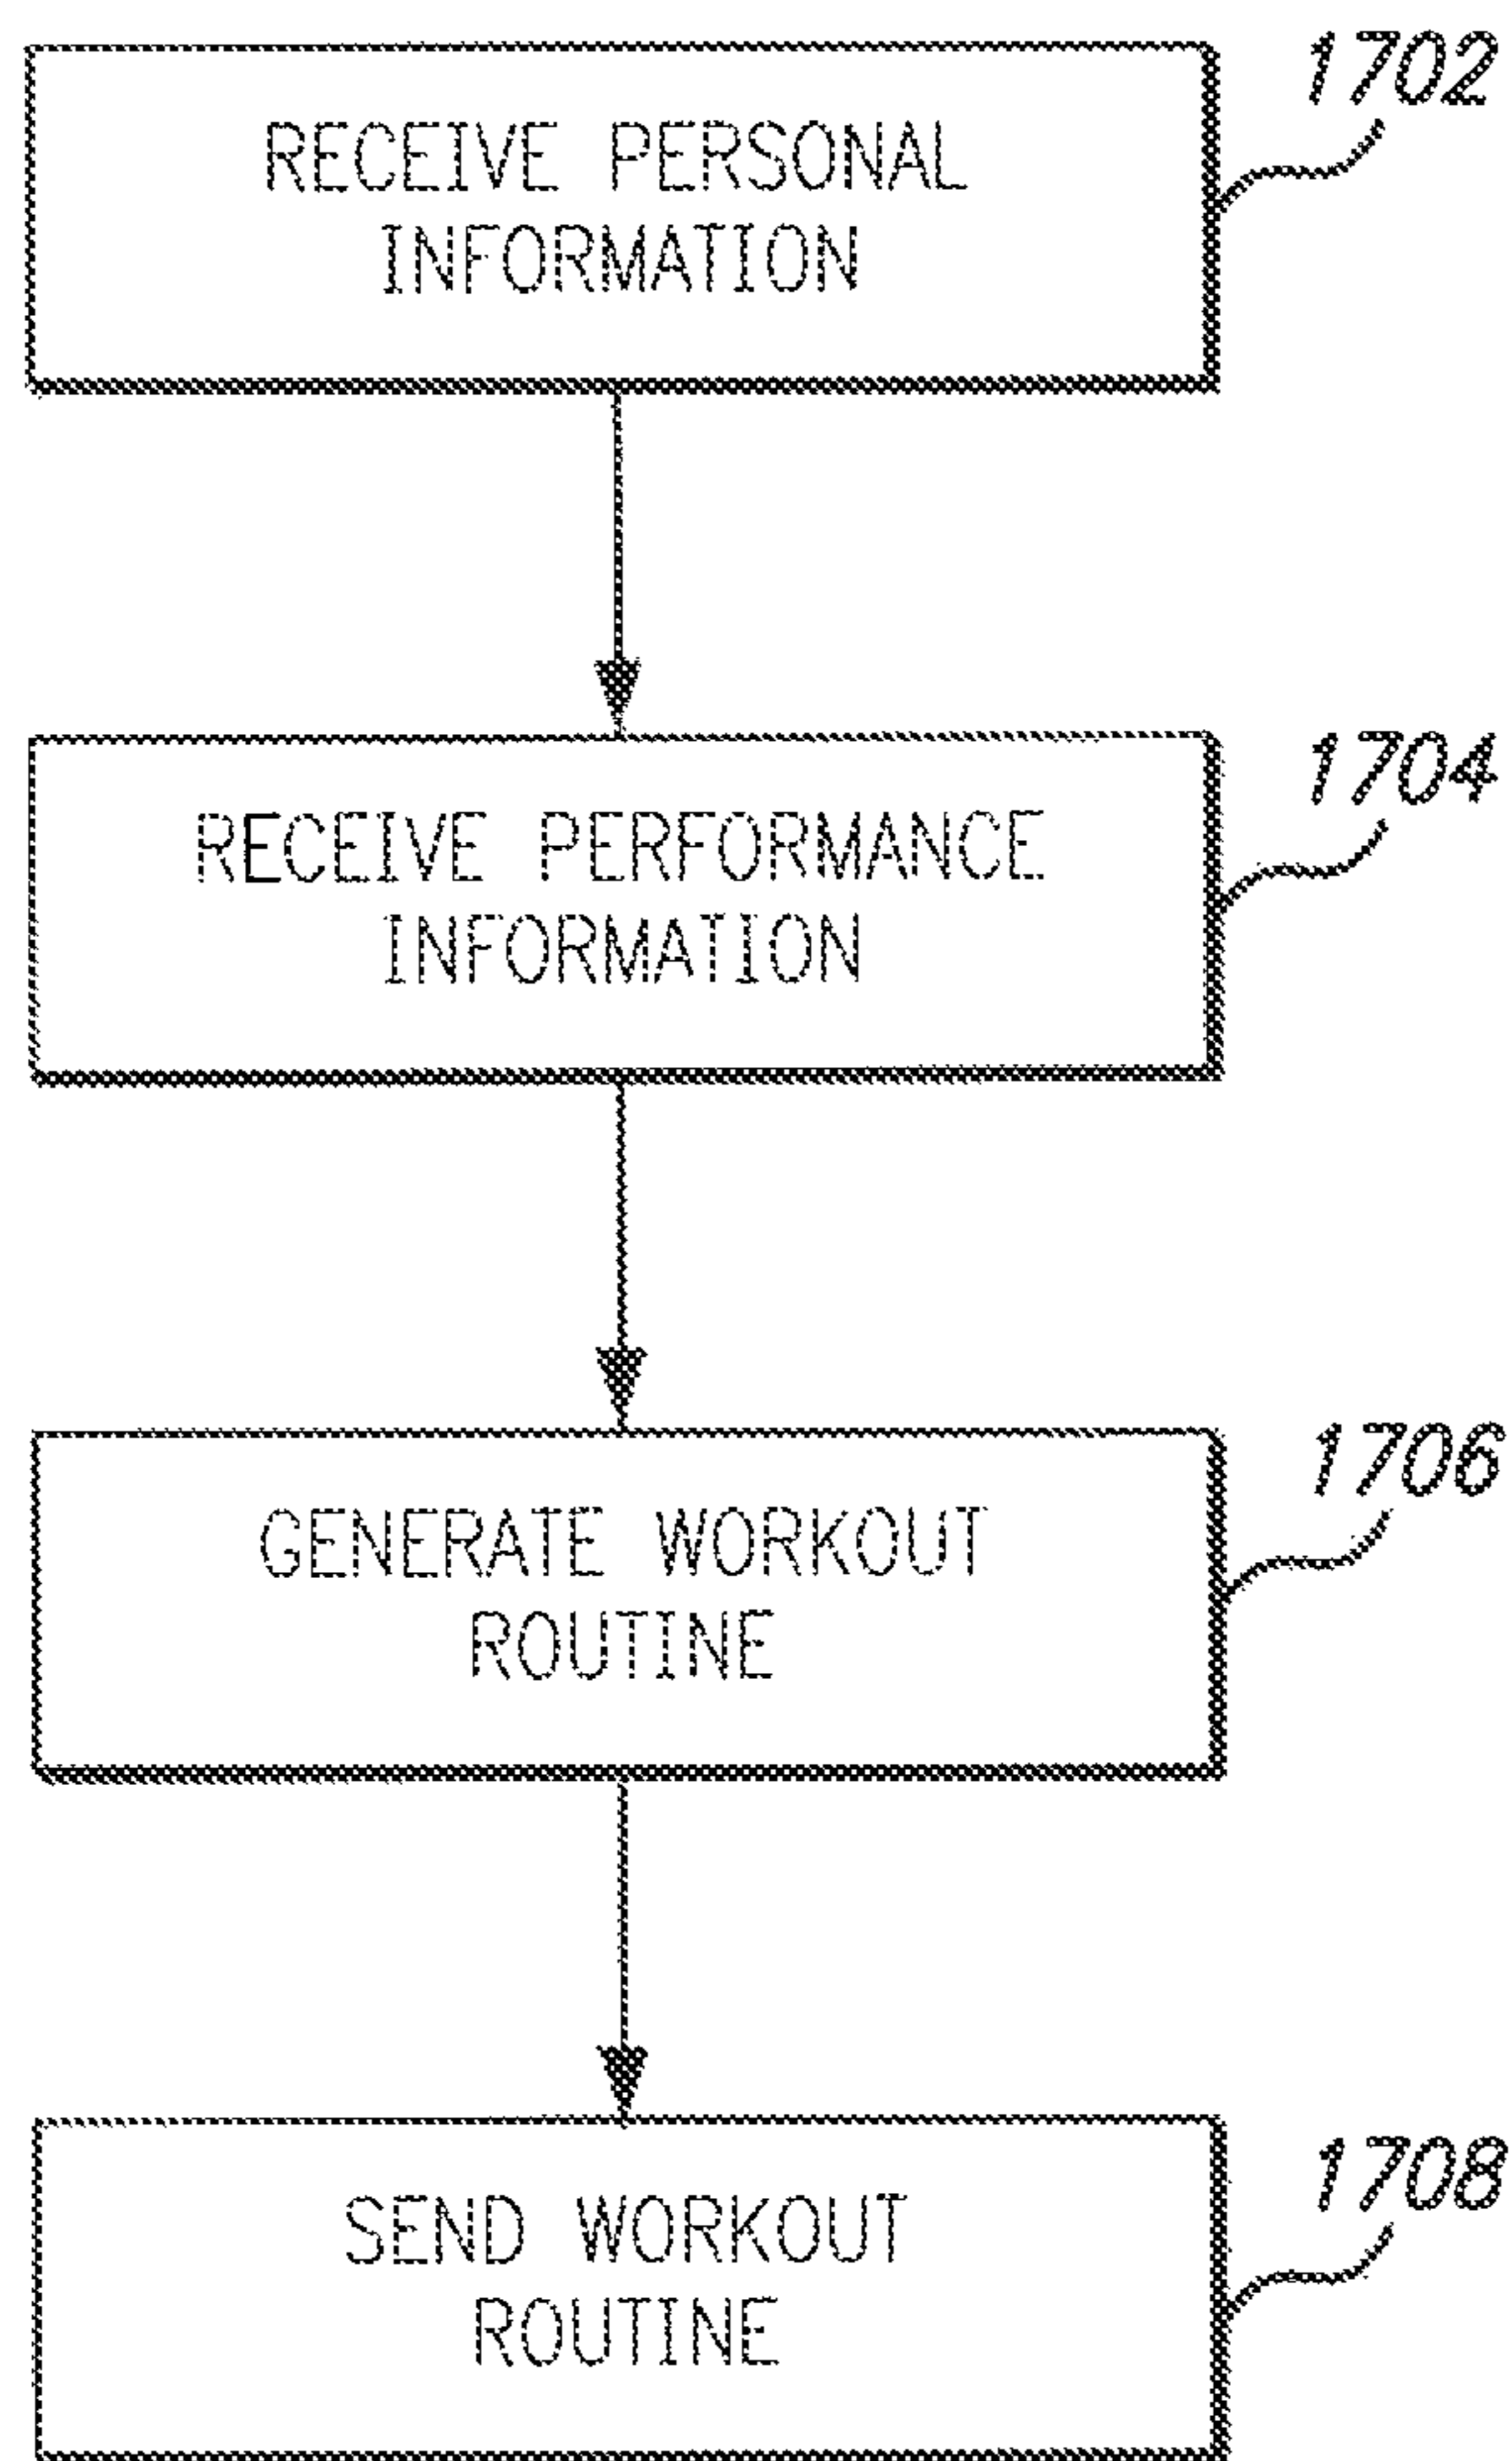 1702
RECEIVE PERSONAL
INFORMATION
1704
RECEIVE PERFORMANCE
INFORMATION
1706
GENERATE WORKOUT
ROUTINE
1708
SEND WORKOUT
ROUTINE